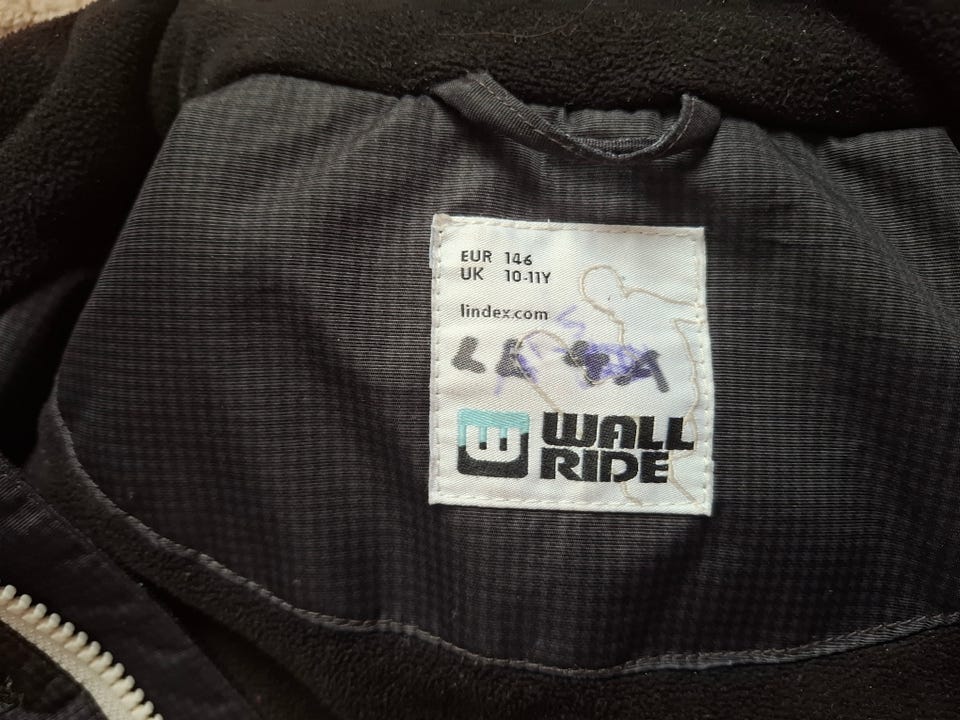 EUR 146
UK 10-11Y
lindex.com
WALL
RIDE